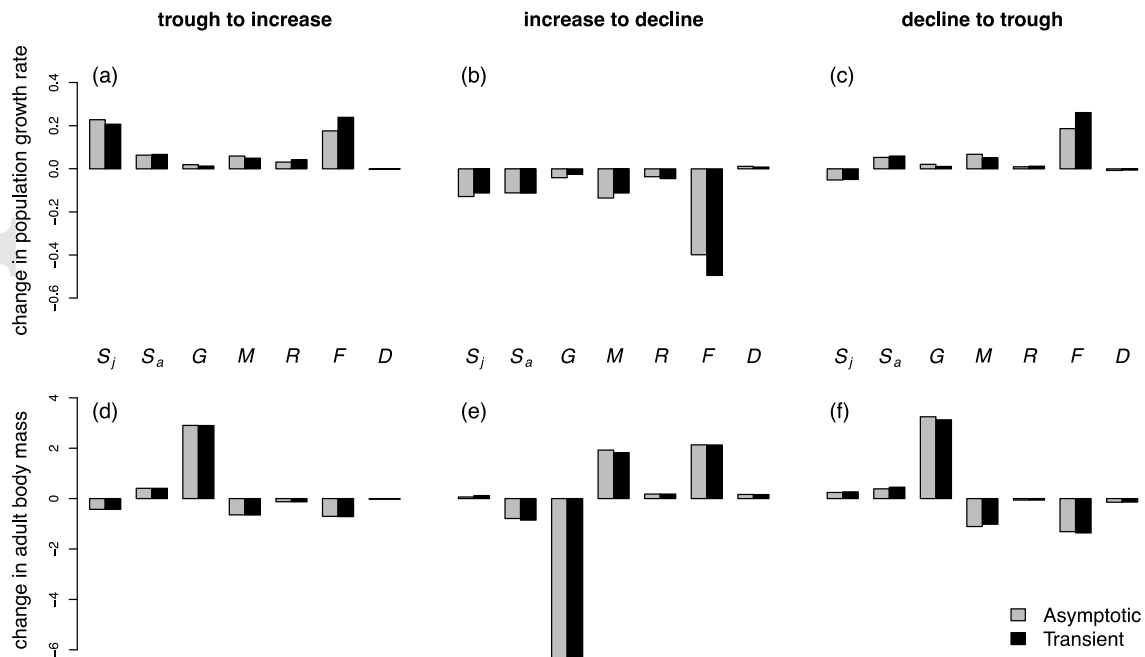 trough to increase increase to decline decline to trough
(a) (b) (c)
change in population growth rate
0.4
0.2
0.0
−0.2
−0.4
−0.6
Sj Sa G M R F D Sj Sa G M R F D Sj Sa G M R F D
(d) (e) (f)
change in adult body mass
4
2
0
−2
−4
−6
Asymptotic
Transient